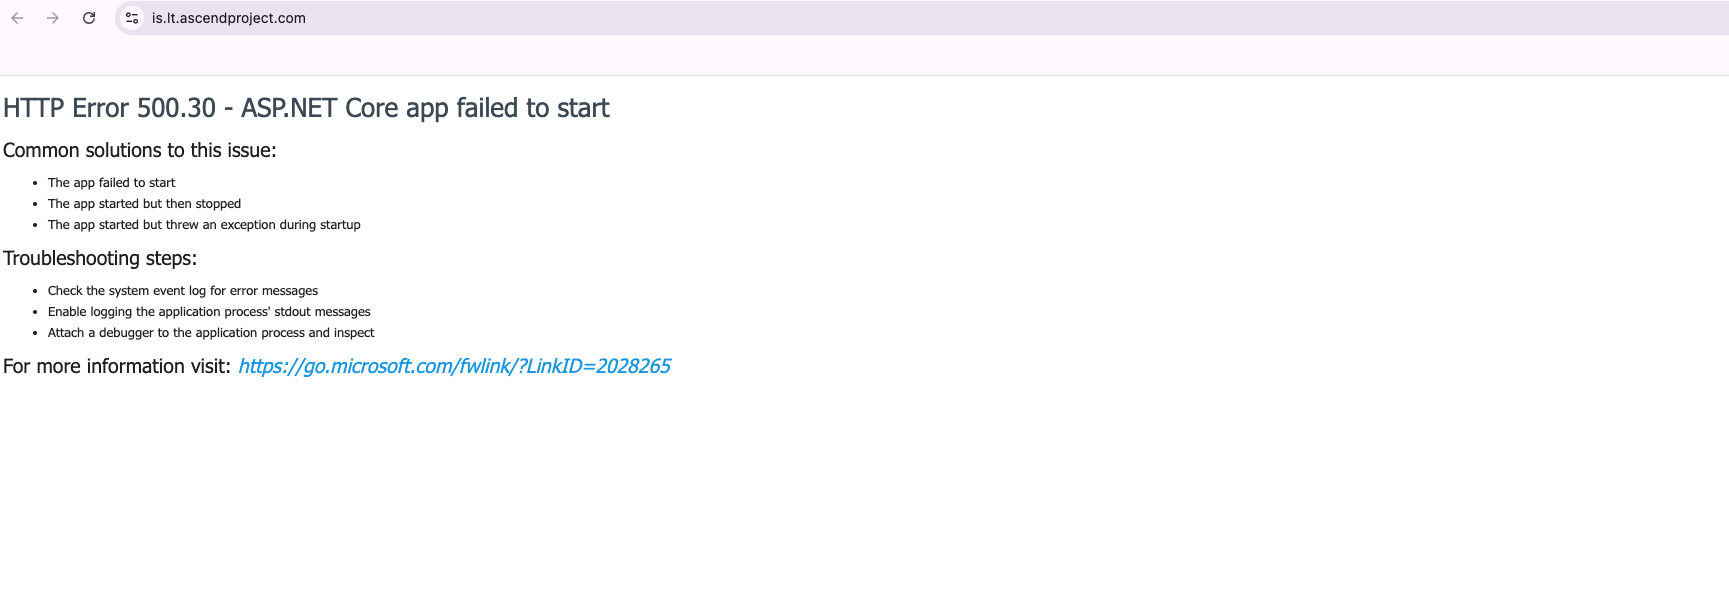 is.lt.ascendproject.com
HTTP Error 500.30 - ASP.NET Core app failed to start
Common solutions to this issue:
• The app failed to start
• The app started but then stopped
• The app started but threw an exception during startup
Troubleshooting steps:
• Check the system event log for error messages
• Enable logging the application process' stdout messages
• Attach a debugger to the application process and inspect
For more information visit: https://go.microsoft.com/fwlink/?LinkID=2028265